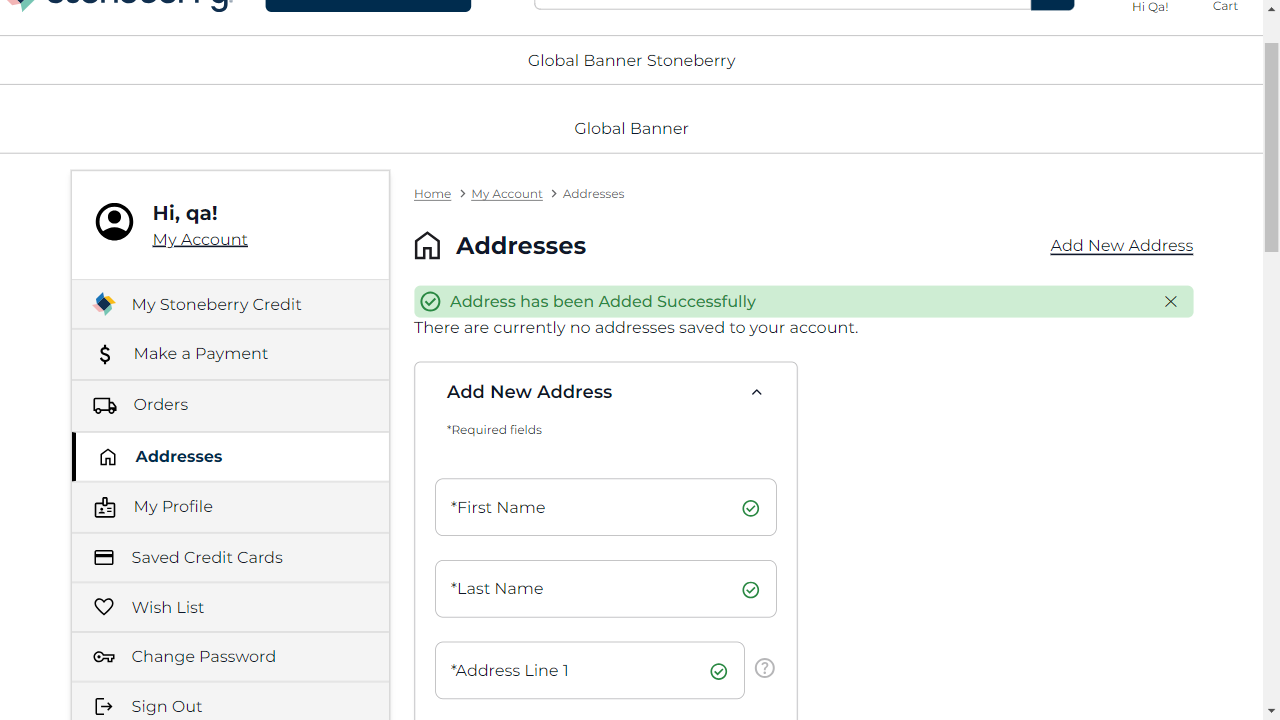 Hi Qa!
Cart
Global Banner Stoneberry
Global Banner
Hi, qa!
My Account
My Stoneberry Credit
Make a Payment
Orders
Addresses
My Profile
Saved Credit Cards
Wish List
Change Password
Sign Out
Home > My Account > Addresses
Addresses
Add New Address
Address has been Added Successfully
There are currently no addresses saved to your account.
Add New Address
*Required fields
*First Name
*Last Name
*Address Line 1